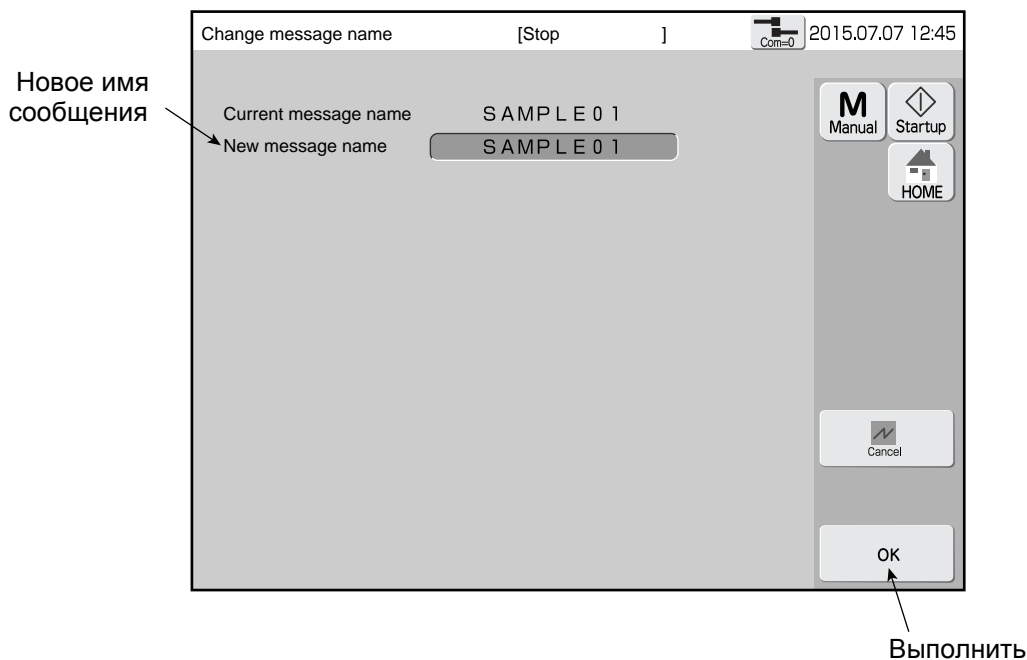 Change message name [Stop ] Com=0 2015.07.07 12:45
Новое имя
сообщения
Current message name SAMPLE01
New message name SAMPLE01
M
Manual
Startup
HOME
Cancel
OK
Выполнить